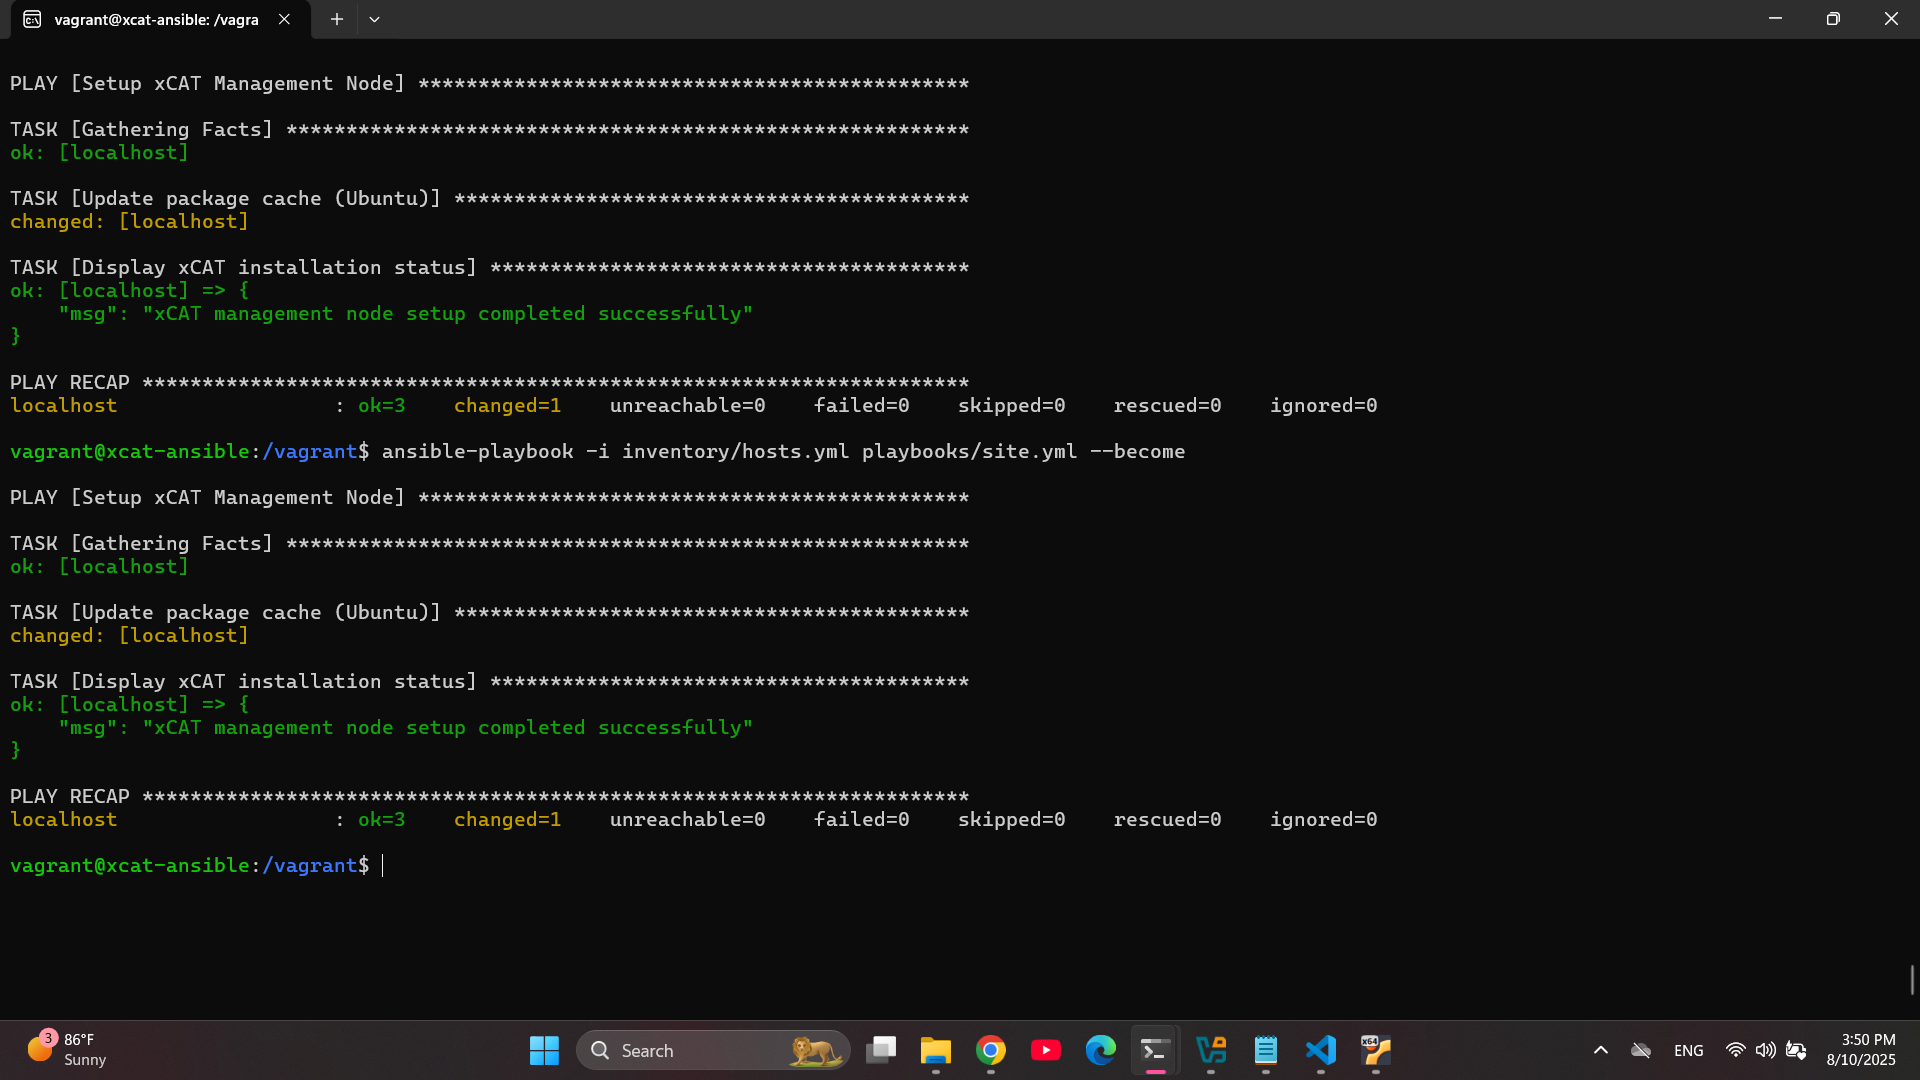 vagrant@xcat-ansible: /vagra
PLAY [Setup xCAT Management Node] **********************************************
TASK [Gathering Facts] *********************************************************
ok: [localhost]
TASK [Update package cache (Ubuntu)] *******************************************
changed: [localhost]
TASK [Display xCAT installation status] ****************************************
ok: [localhost] => {
    "msg": "xCAT management node setup completed successfully"
}
PLAY RECAP *********************************************************************
localhost                  : ok=3    changed=1    unreachable=0    failed=0    skipped=0    rescued=0    ignored=0
vagrant@xcat-ansible:/vagrant$ ansible-playbook -i inventory/hosts.yml playbooks/site.yml --become
PLAY [Setup xCAT Management Node] **********************************************
TASK [Gathering Facts] *********************************************************
ok: [localhost]
TASK [Update package cache (Ubuntu)] *******************************************
changed: [localhost]
TASK [Display xCAT installation status] ****************************************
ok: [localhost] => {
    "msg": "xCAT management node setup completed successfully"
}
PLAY RECAP *********************************************************************
localhost                  : ok=3    changed=1    unreachable=0    failed=0    skipped=0    rescued=0    ignored=0
vagrant@xcat-ansible:/vagrant$
3
86°F
Sunny
Search
x64
ENG
3:50 PM
8/10/2025